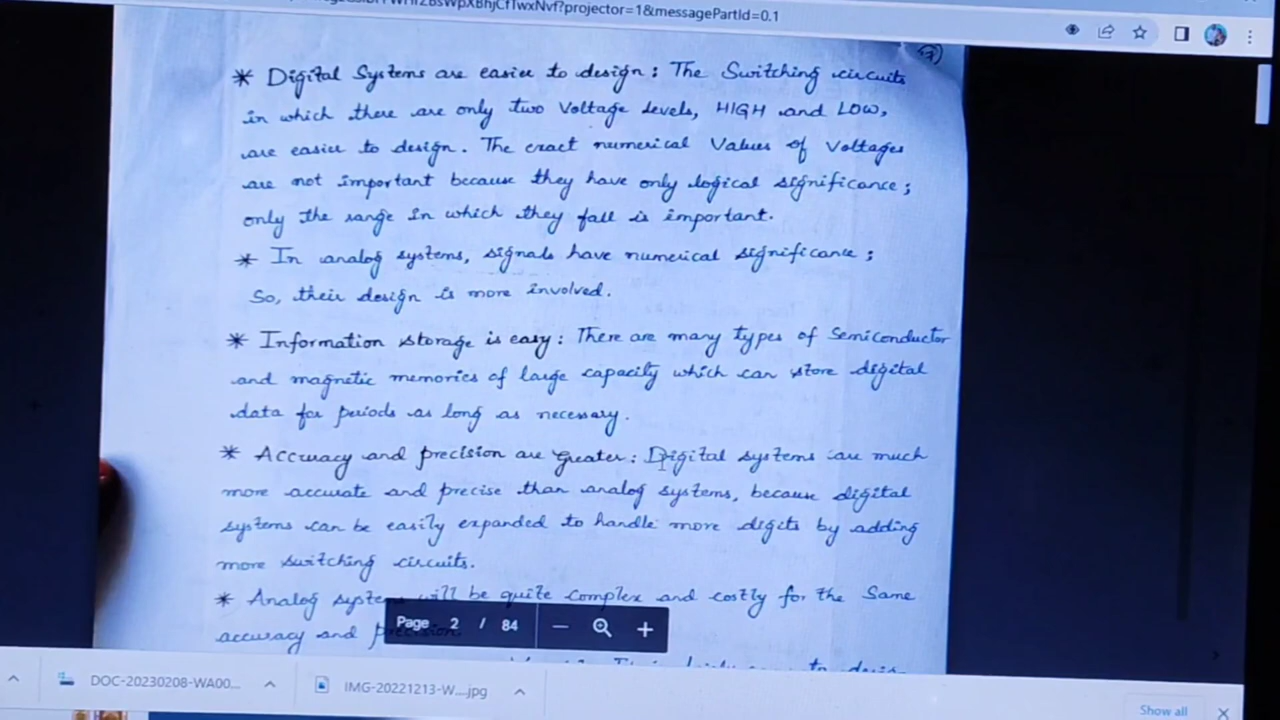 ?projector=1&messagePartId=0.1
* Digital Systems are easier to design : The Switching circuits
in which there are only two Voltage levels, HIGH and LOW,
are easier to design. The exact numerical Values of Voltages
are not important because they have only logical significance ;
only the range in which they fall is important.
* In analog systems, signals have numerical significance ;
So, their design is more involved.
* Information storage is easy : There are many types of Semiconductor
and magnetic memories of large capacity which can store digital
data for periods as long as necessary.
* Accuracy and precision are Greater : Digital systems are much
more accurate and precise than analog systems, because digital
systems can be easily expanded to handle more digits by adding
more switching circuits.
* Analog systems will be quite complex and costly for the Same
accuracy and precision.
Page 2 / 84
DOC-20230208-WA00...
IMG-20221213-W....jpg
Show all